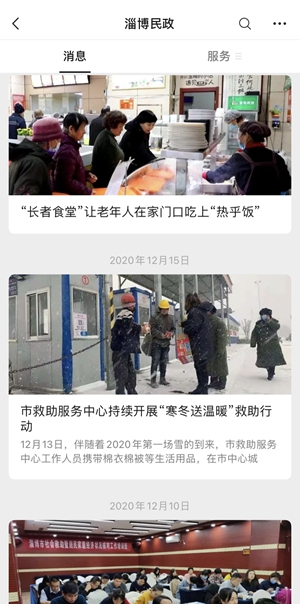 淄博民政
消息
服务
“长者食堂”让老年人在家门口吃上“热乎饭”
2020年12月15日
市救助服务中心持续开展“寒冬送温暖”救助行
动
12月13日，伴随着2020年第一场雪的到来，市救助服务
中心工作人员携带棉衣棉被等生活用品，在市中心城
2020年12月10日